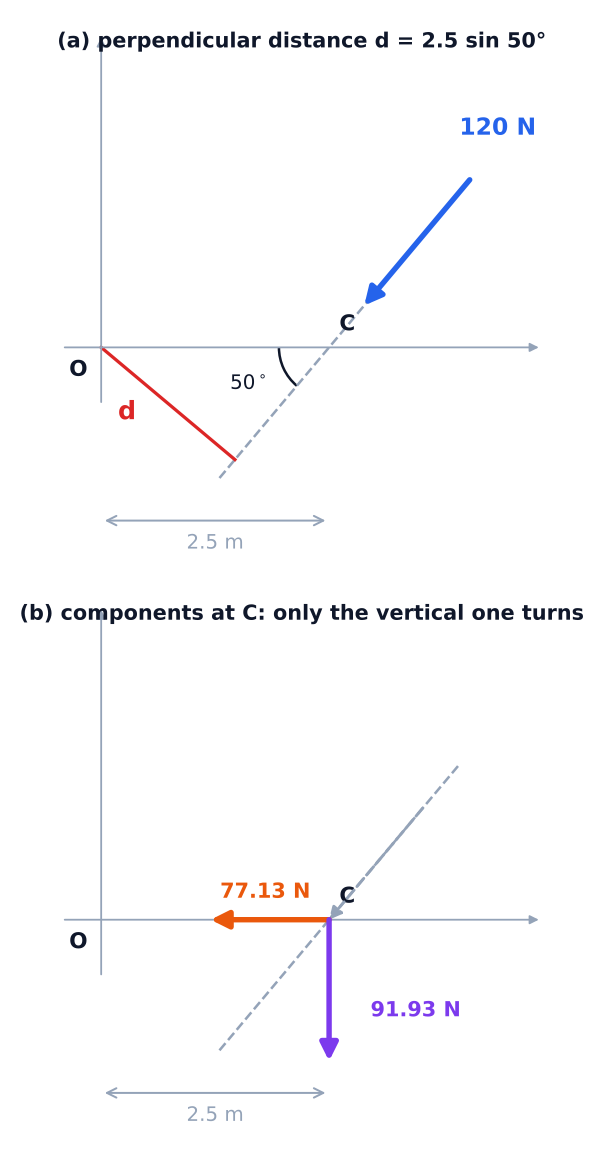 (a) perpendicular distance d = 2.5 sin 50°
120 N
C
O
50°
d
2.5 m
(b) components at C: only the vertical one turns
77.13 N
C
O
91.93 N
2.5 m